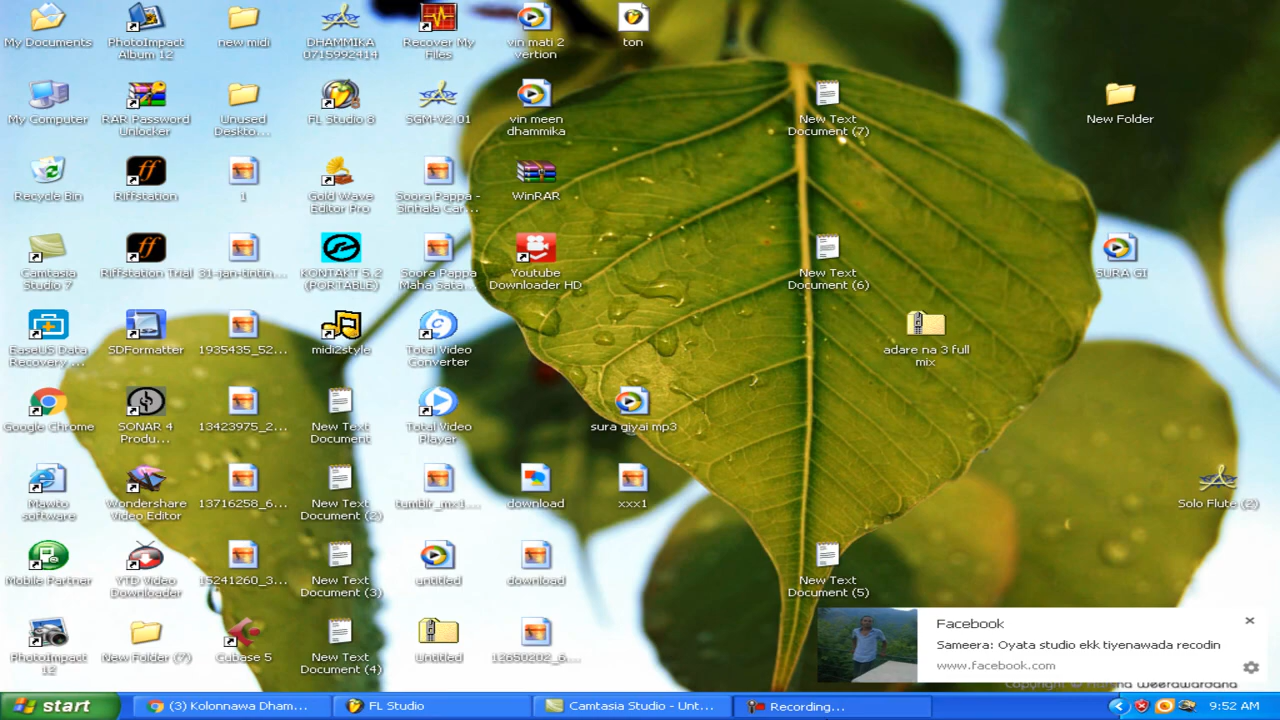 My Documents
PhotoImpact
Album 12
new midi
DHAMMIKA
0715992414
Recover My
Files
vin mati 2
vertion
ton
My Computer
RAR Password
Unlocker
Unused
Deskto...
FL Studio 8
SGM-V2.01
vin meen
dhammika
New Text
Document (7)
New Folder
Recycle Bin
Riffstation
1
Gold Wave
Editor Pro
Soora Pappa -
Sinhala Car...
WinRAR
Camtasia
Studio 7
Riffstation Trial
31-jan-tintin...
KONTAKT 5.2
(PORTABLE)
Soora Pappa
Maha Sata...
Youtube
Downloader HD
New Text
Document (6)
SURA GI
EaseUS Data
Recovery ...
SDFormatter
1935435_52...
midi2style
Total Video
Converter
adare na 3 full
mix
Google Chrome
SONAR 4
Produ...
13423975_2...
New Text
Document
Total Video
Player
sura giyai mp3
Mawto
software
Wondershare
Video Editor
13716258_6...
New Text
Document (2)
tumblr_mx1...
download
xxx1
Solo Flute (2)
Mobile Partner
YTD Video
Downloader
15241260_3...
New Text
Document (3)
untitled
download
New Text
Document (5)
PhotoImpact
12
New Folder (7)
Cubase 5
New Text
Document (4)
Untitled
12650202_6...
Facebook
Sameera: Oyata studio ekk tiyenawada recodin
www.facebook.com
start
(3) Kolonnawa Dham...
FL Studio
Camtasia Studio - Unt...
Recording...
9:52 AM